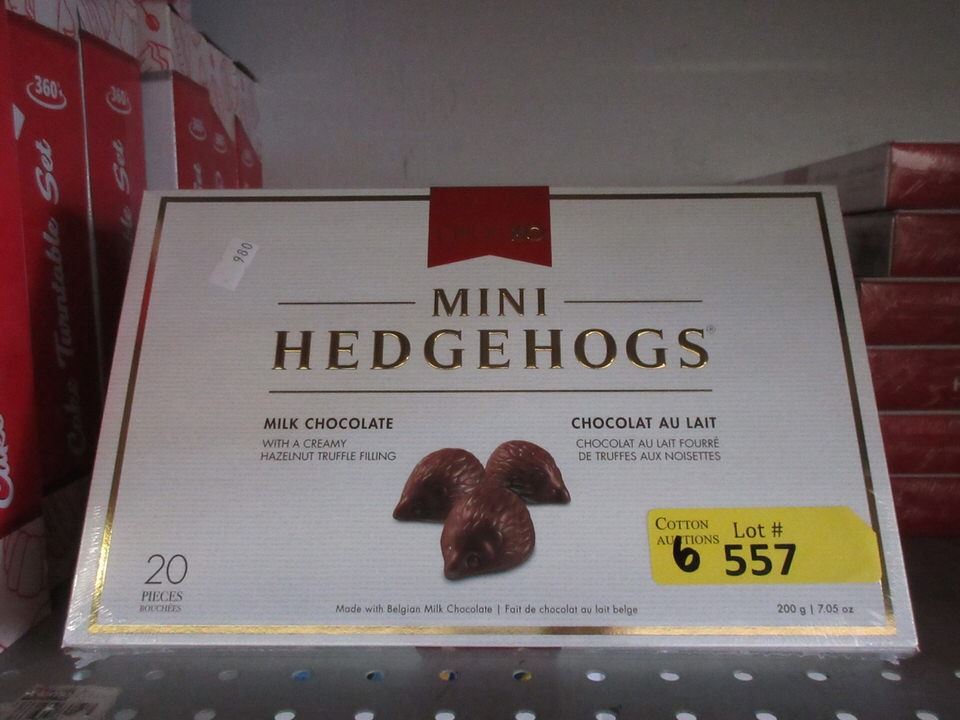 360°
360°
Cake Turntable Set
Set
980
MINI
HEDGEHOGS®
MILK CHOCOLATE
WITH A CREAMY
HAZELNUT TRUFFLE FILLING
CHOCOLAT AU LAIT
CHOCOLAT AU LAIT FOURRÉ
DE TRUFFES AUX NOISETTES
COTTON
AUCTIONS
Lot #
6
557
20
PIECES
BOUCHÉES
Made with Belgian Milk Chocolate | Fait de chocolat au lait belge
200 g | 7.05 oz